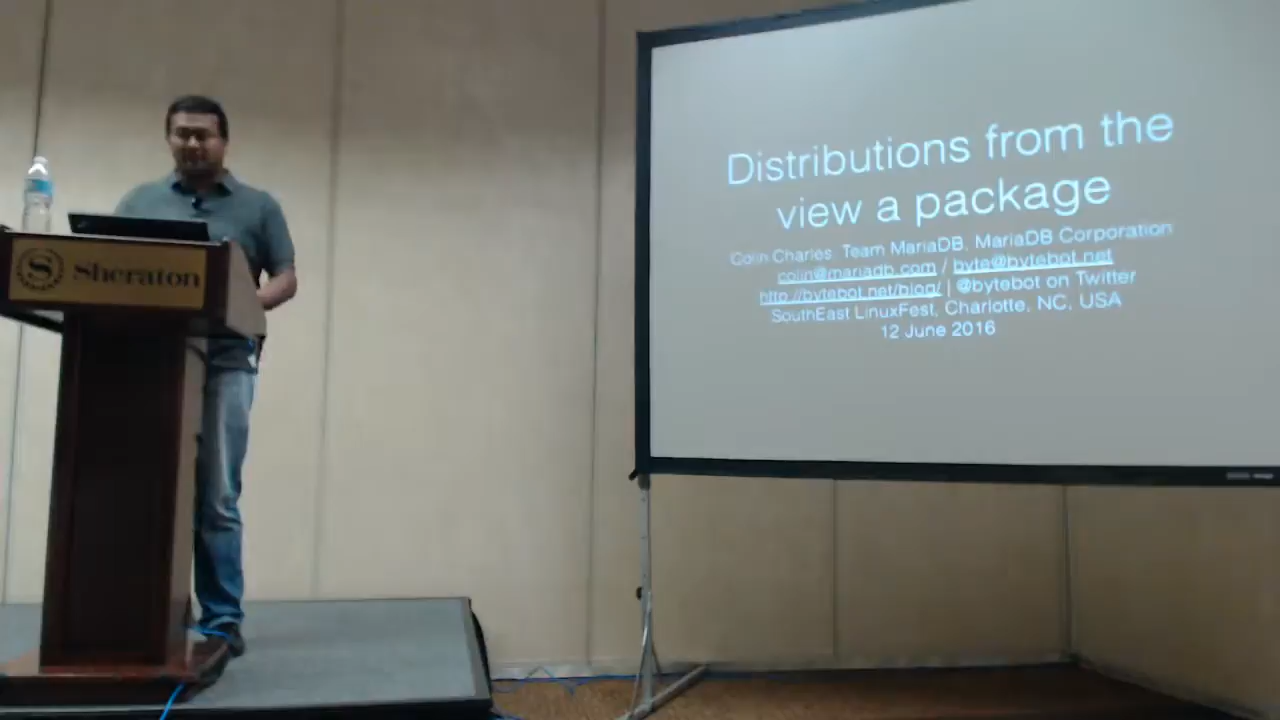 Sheraton
Distributions from the
view a package
Colin Charles, Team MariaDB, MariaDB Corporation
colin@mariadb.com / byte@bytebot.net
http://bytebot.net/blog/ | @bytebot on Twitter
SouthEast LinuxFest, Charlotte, NC, USA
12 June 2016